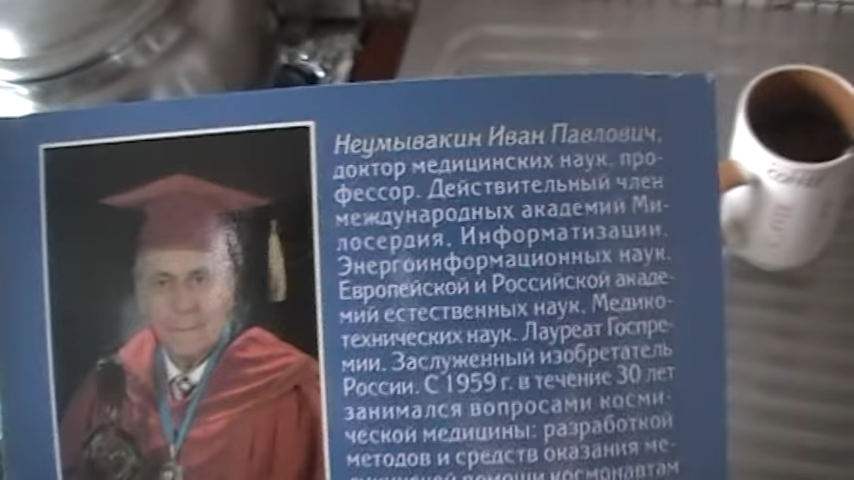 Неумывакин Иван Павлович,
доктор медицинских наук, про-
фессор. Действительный член
международных академий Ми-
лосердия, Информатизации,
Энергоинформационных наук,
Европейской и Российской акаде-
мий естественных наук, Медико-
технических наук. Лауреат Госпре-
мии. Заслуженный изобретатель
России. С 1959 г. в течение 30 лет
занимался вопросами косми-
ческой медицины: разработкой
методов и средств оказания ме-
помощи космонавтам